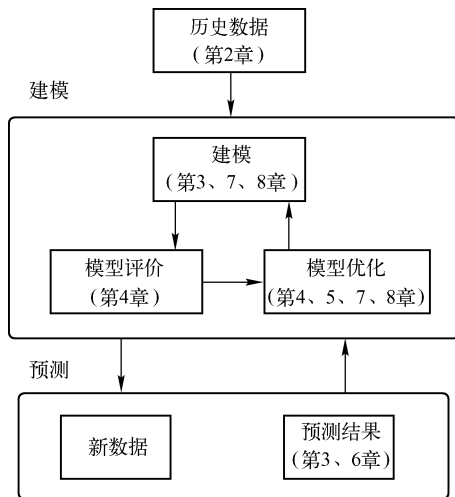 历史数据
（第2章）
建模
建模
（第3、7、8章）
模型评价
（第4章）
模型优化
（第4、5、7、8章）
预测
新数据
预测结果
（第3、6章）